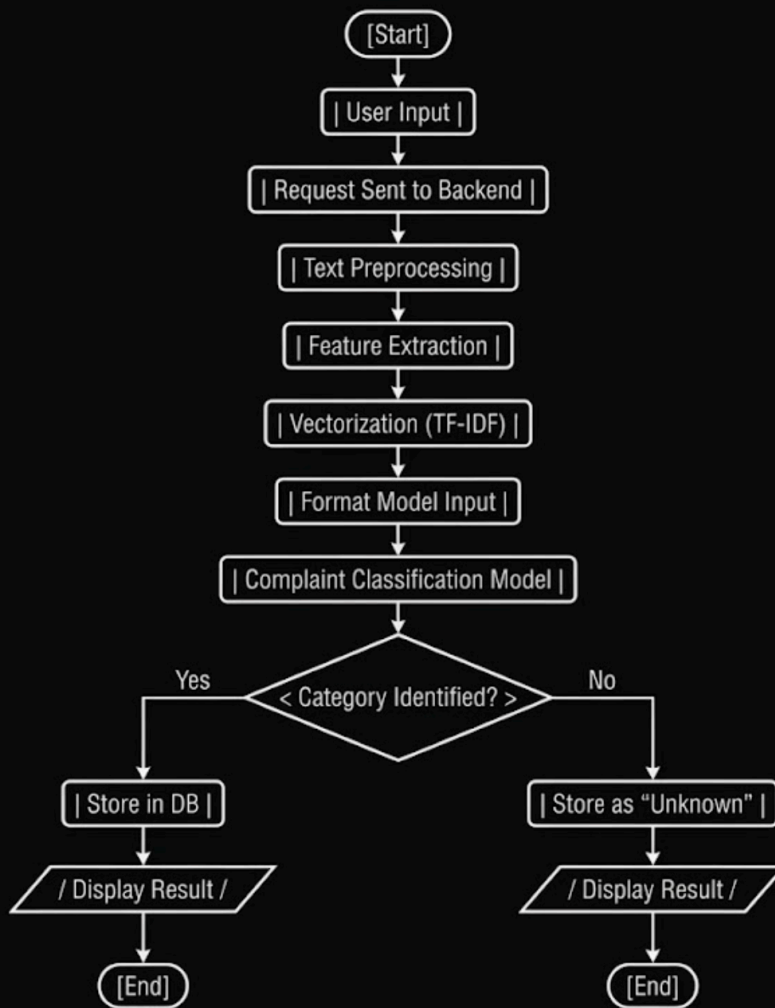 [Start]
| User Input |
| Request Sent to Backend |
| Text Preprocessing |
| Feature Extraction |
| Vectorization (TF-IDF) |
| Format Model Input |
| Complaint Classification Model |
< Category Identified? >
Yes
No
| Store in DB |
| Store as “Unknown” |
/ Display Result /
/ Display Result /
[End]
[End]